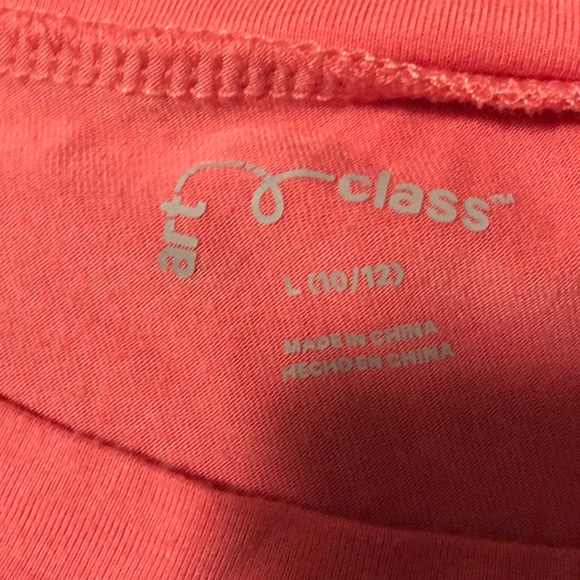 art class™
L (10/12)
MADE IN CHINA
HECHO EN CHINA